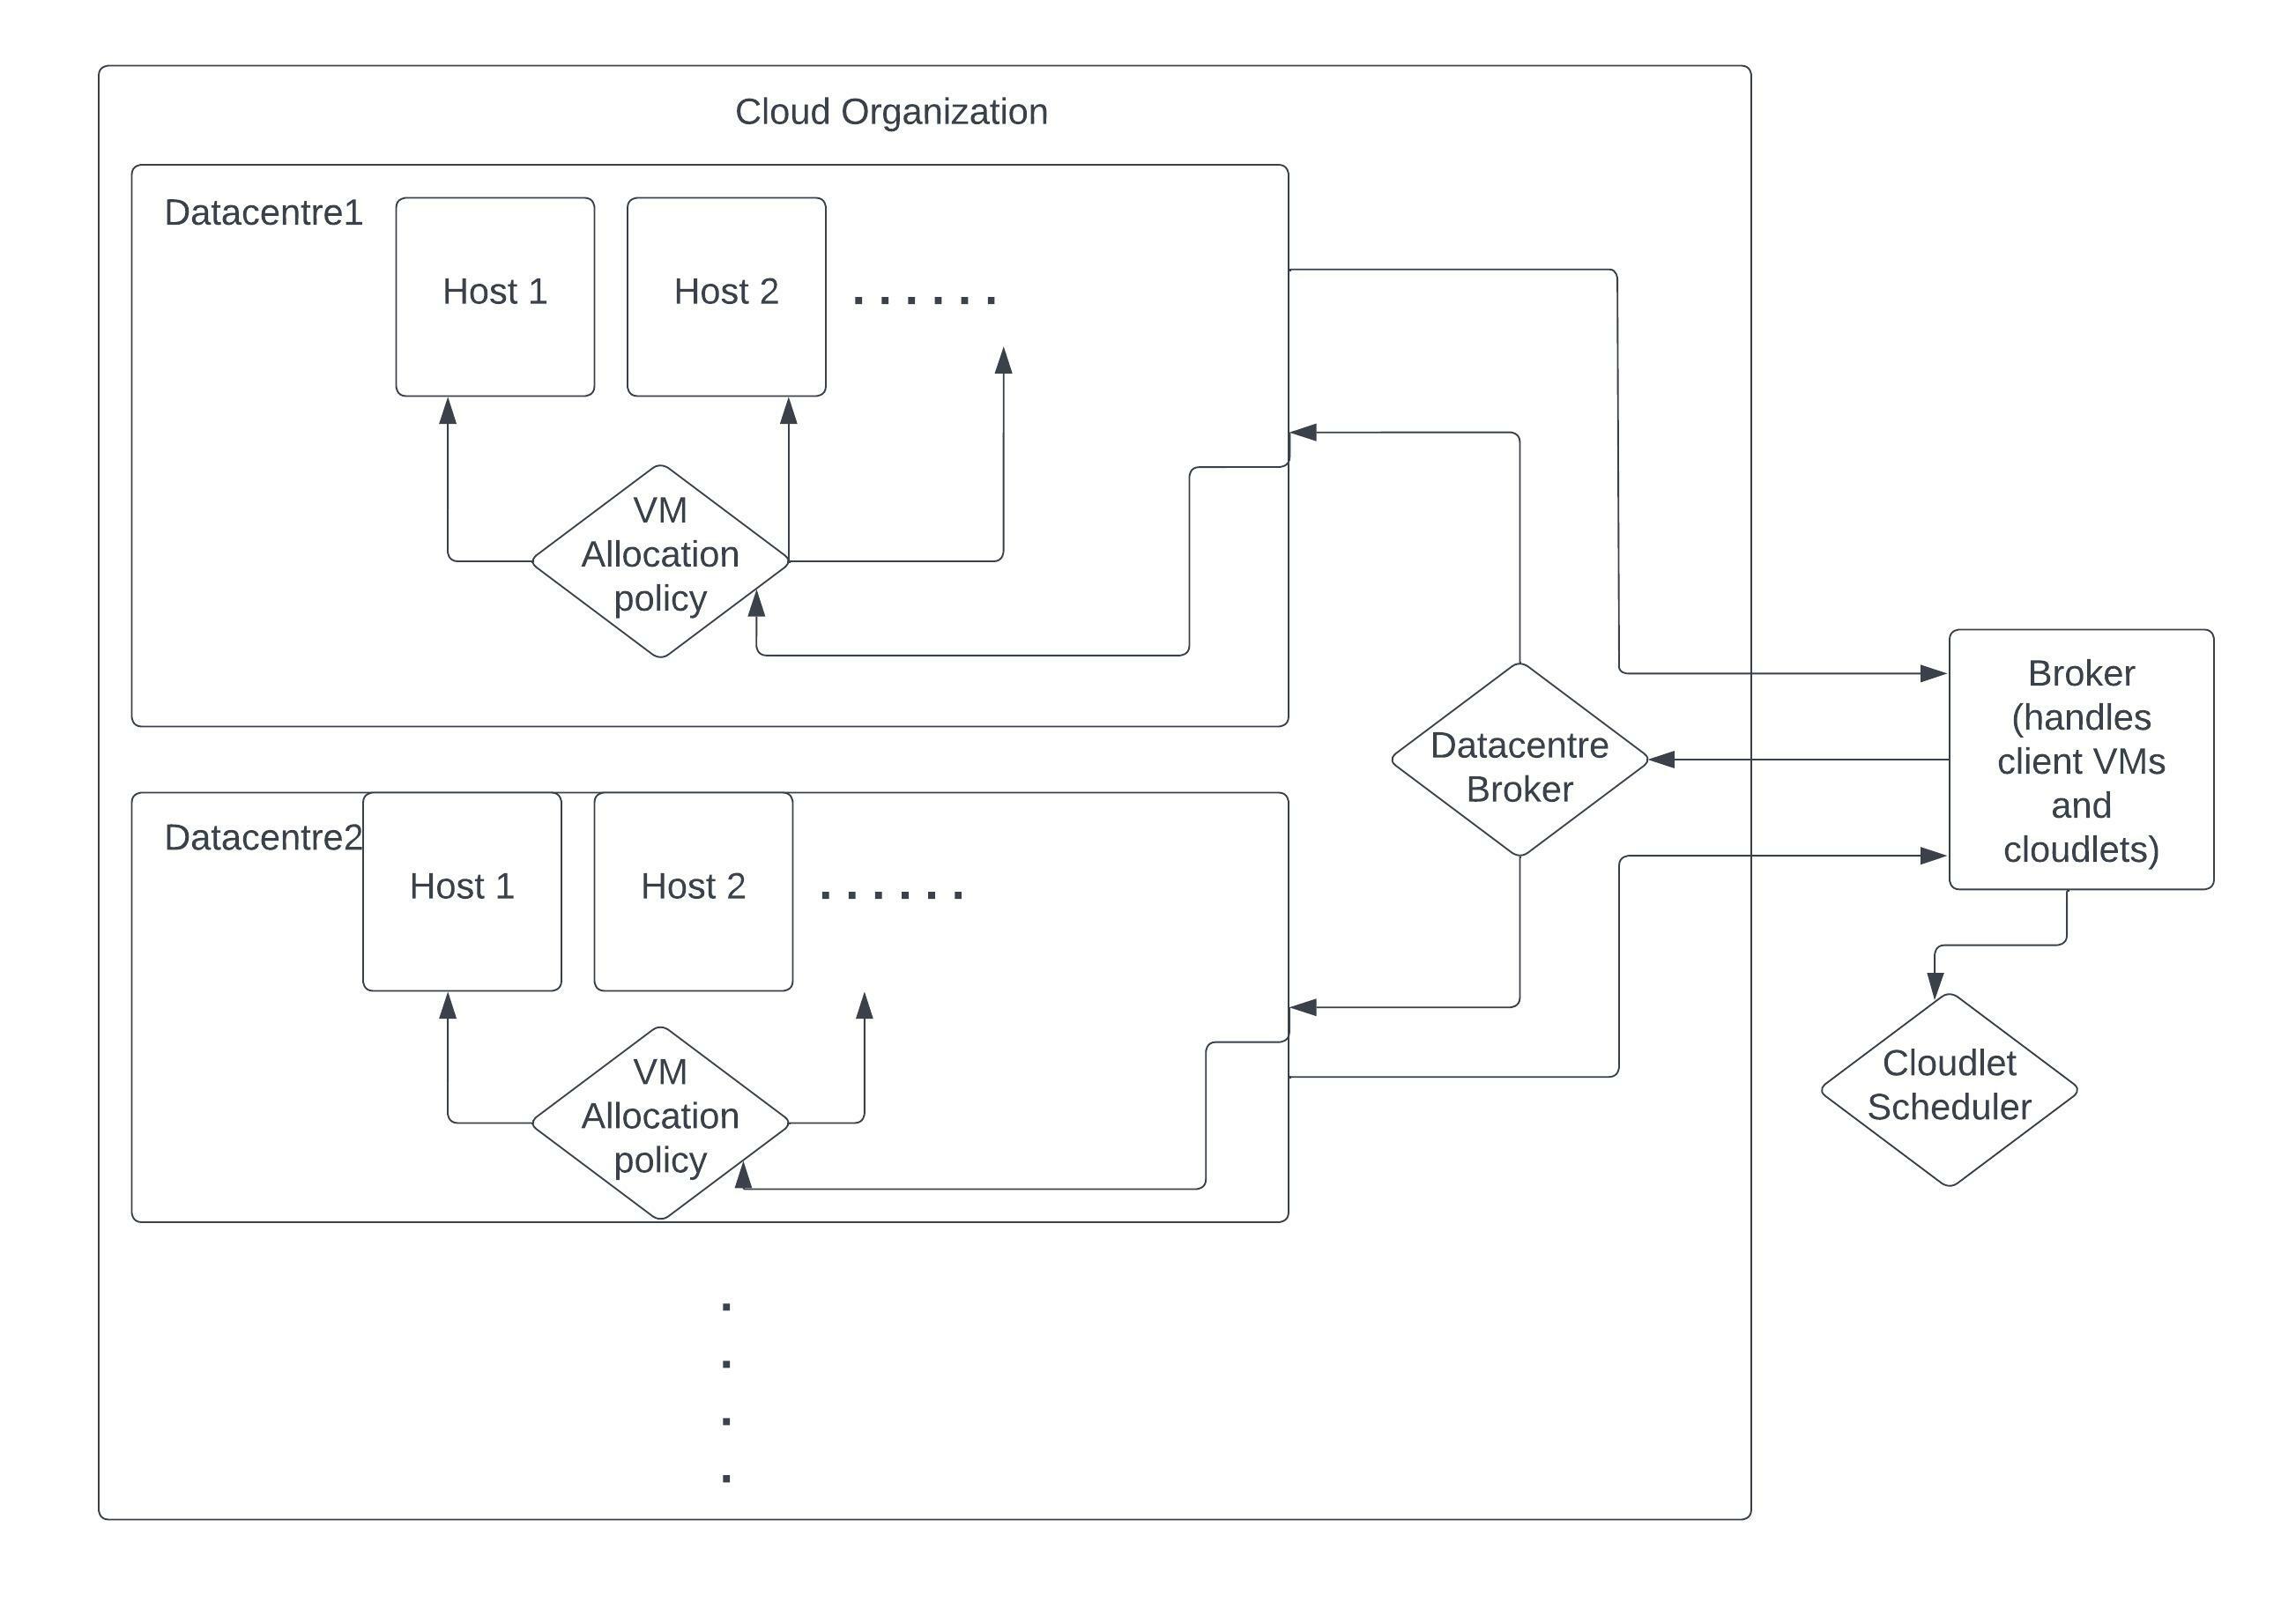 Cloud Organization
Datacentre1
Host 1
Host 2
. . . . . .
VM
Allocation
policy
Datacentre
Broker
Broker
(handles
client VMs
and
cloudlets)
Datacentre2
Host 1
Host 2
. . . . . .
VM
Allocation
policy
Cloudlet
Scheduler
.
.
.
.